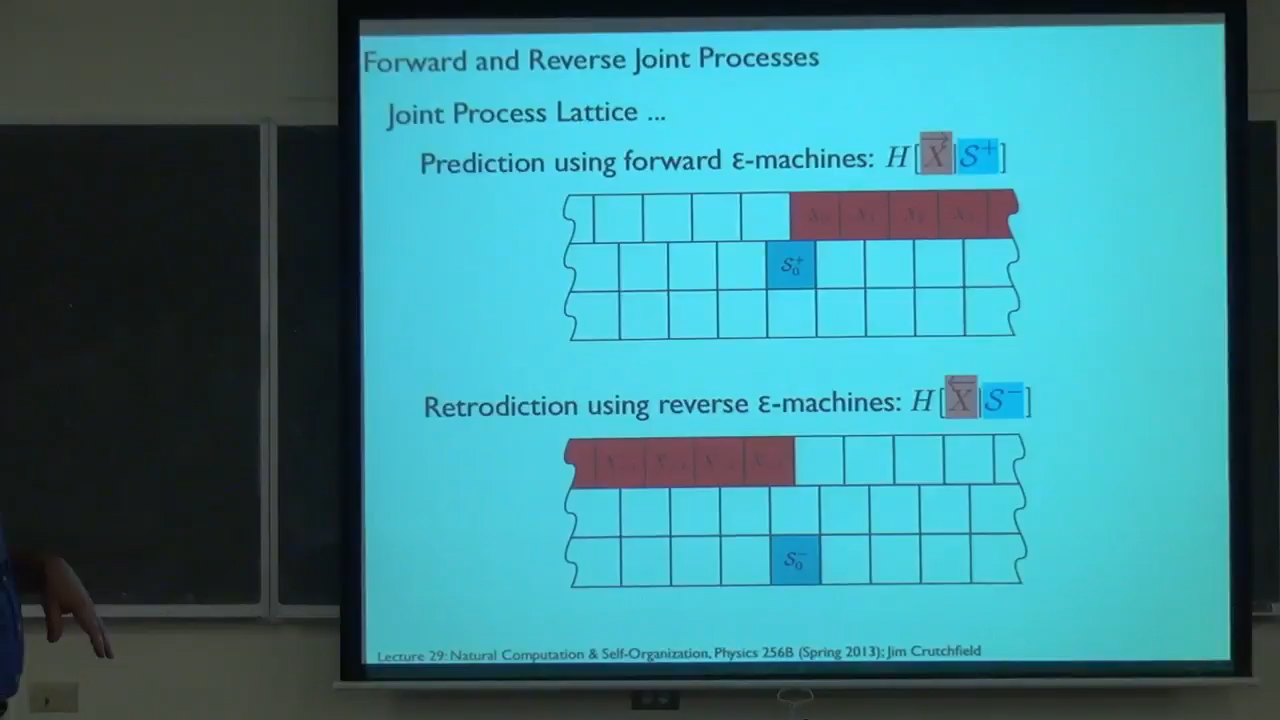 Forward and Reverse Joint Processes
Joint Process Lattice ...
Prediction using forward ε-machines: H[X⃗|S⁺]
S₀⁺
Retrodiction using reverse ε-machines: H[X⃖|S⁻]
S₀⁻
Lecture 29: Natural Computation & Self-Organization, Physics 256B (Spring 2013); Jim Crutchfield